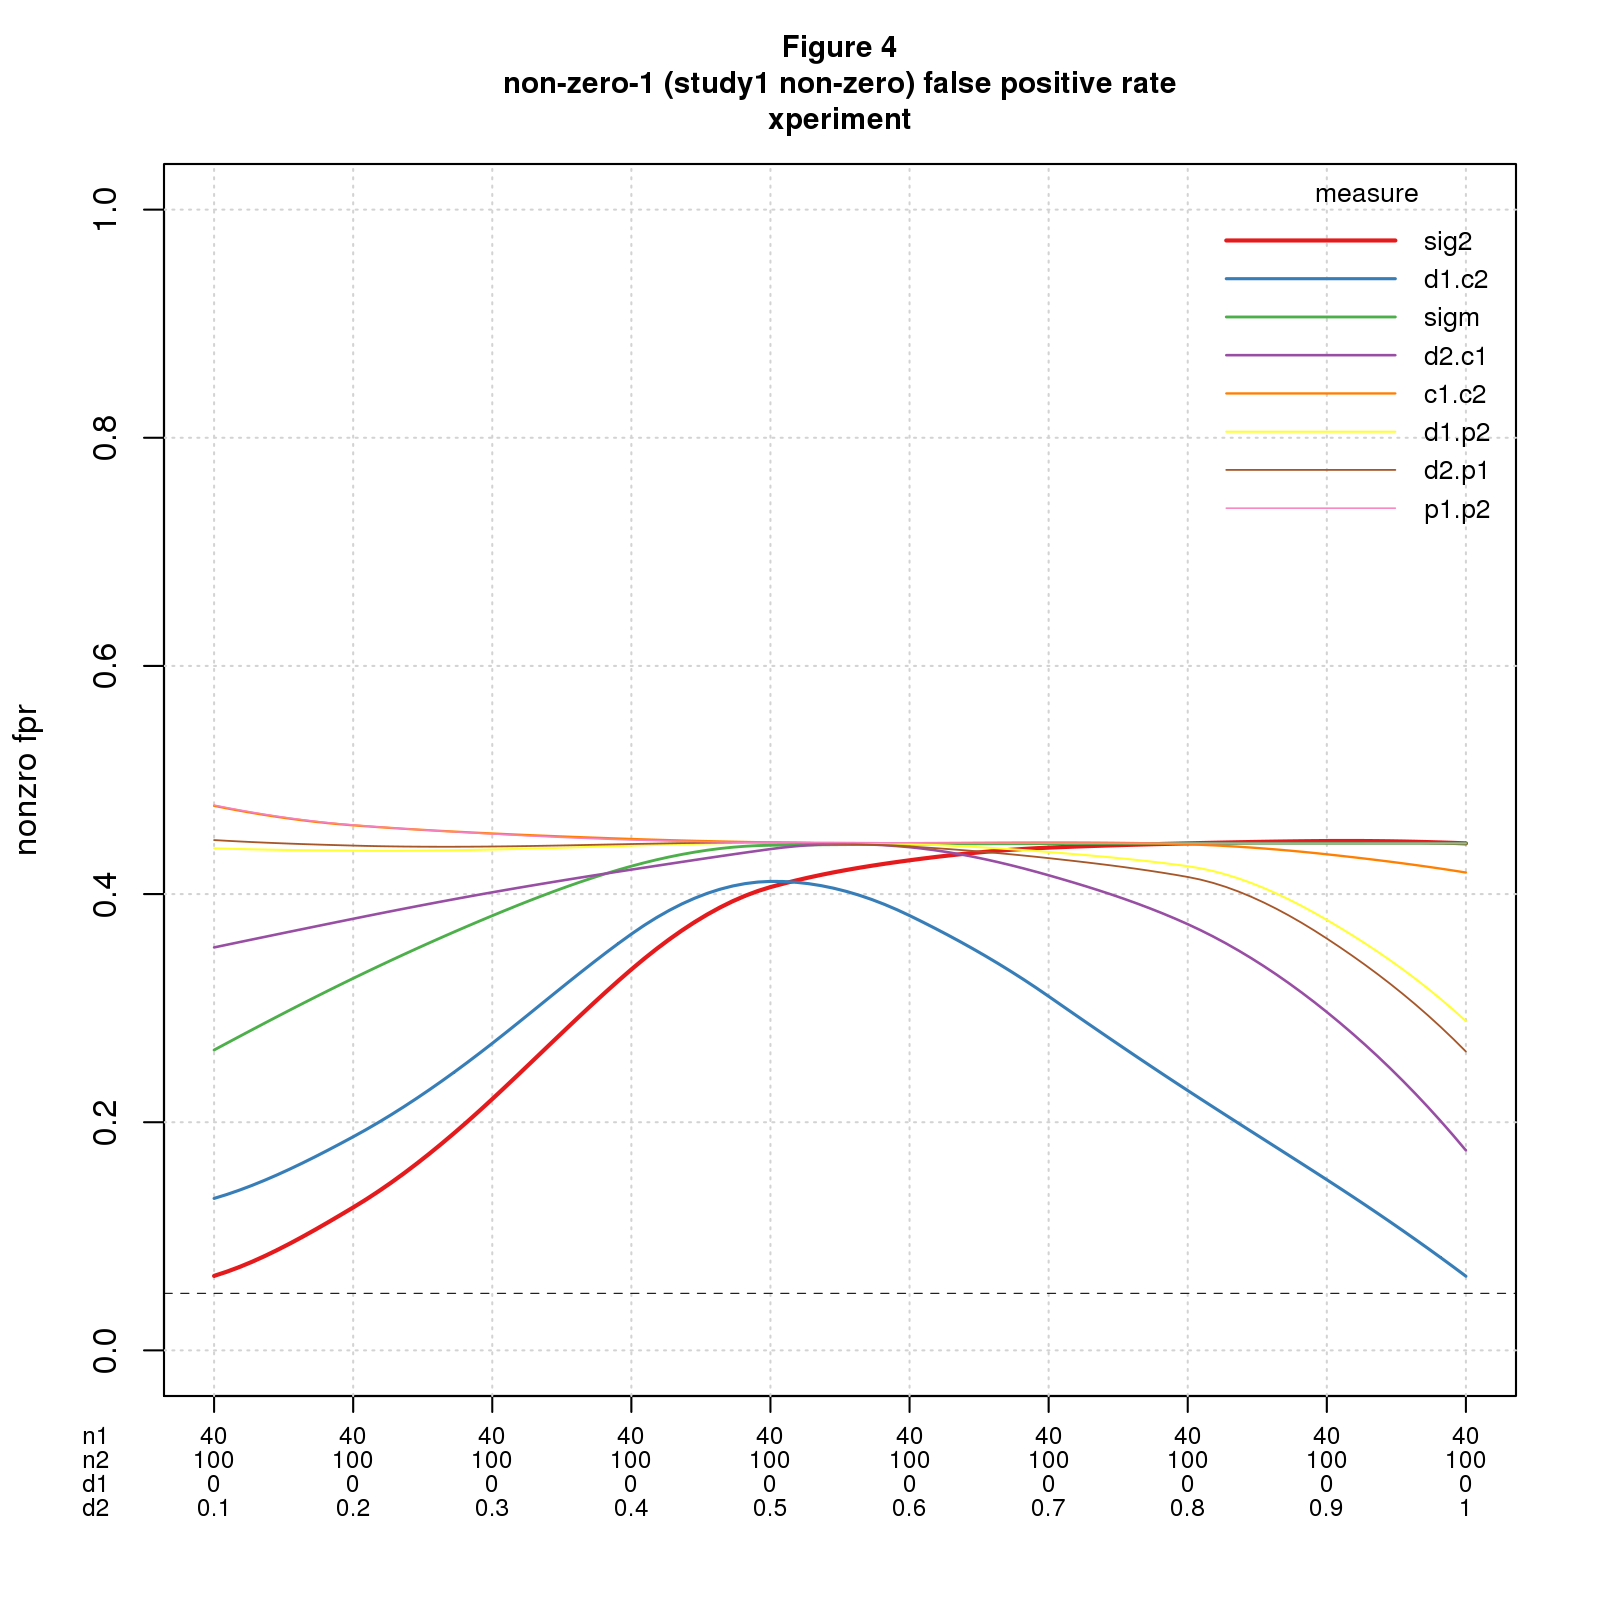 Figure 4
non-zero-1 (study1 non-zero) false positive rate
xperiment
measure
sig2
d1.c2
sigm
d2.c1
c1.c2
d1.p2
d2.p1
p1.p2
nonzro fpr
1.0
0.8
0.6
0.4
0.2
0.0
n1 40 40 40 40 40 40 40 40 40 40
n2 100 100 100 100 100 100 100 100 100 100
d1 0 0 0 0 0 0 0 0 0 0
d2 0.1 0.2 0.3 0.4 0.5 0.6 0.7 0.8 0.9 1